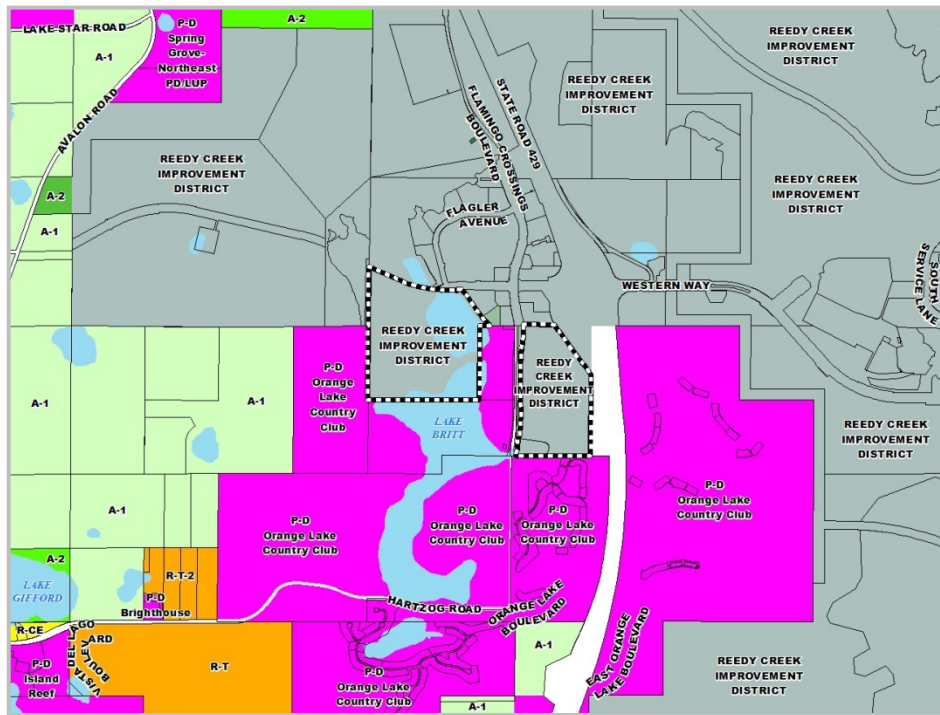 LAKE STAR ROAD
P-D
Spring
Grove-
Northeast
PD/LUP
A-2
A-1
AVALON ROAD
REEDY CREEK
IMPROVEMENT
DISTRICT
REEDY CREEK
IMPROVEMENT
DISTRICT
REEDY CREEK
IMPROVEMENT
DISTRICT
STATE ROAD 429
FLAMINGO CROSSINGS
BOULEVARD
REEDY CREEK
IMPROVEMENT
DISTRICT
REEDY CREEK
IMPROVEMENT
DISTRICT
A-2
A-1
FLAGLER
AVENUE
WESTERN WAY
SOUTH
SERVICE LANE
REEDY CREEK
IMPROVEMENT
DISTRICT
REEDY
CREEK
IMPROVEMENT
DISTRICT
P-D
Orange
Lake
Country
Club
A-1
A-1
LAKE
BRITT
REEDY CREEK
IMPROVEMENT
DISTRICT
P-D
Orange Lake
Country Club
A-1
P-D
Orange Lake
Country Club
P-D
Orange Lake
Country Club
P-D
Orange Lake
Country Club
A-2
LAKE
GIFFORD
R-T-2
P-D
Brighthouse
HARTZOG ROAD
ORANGE LAKE
BOULEVARD
R-CE
VISTA DEL LAGO
BOULEVARD
A-1
EAST ORANGE
LAKE BOULEVARD
P-D
Island
Reef
R-T
P-D
Orange Lake
Country Club
REEDY CREEK
IMPROVEMENT
DISTRICT
A-1